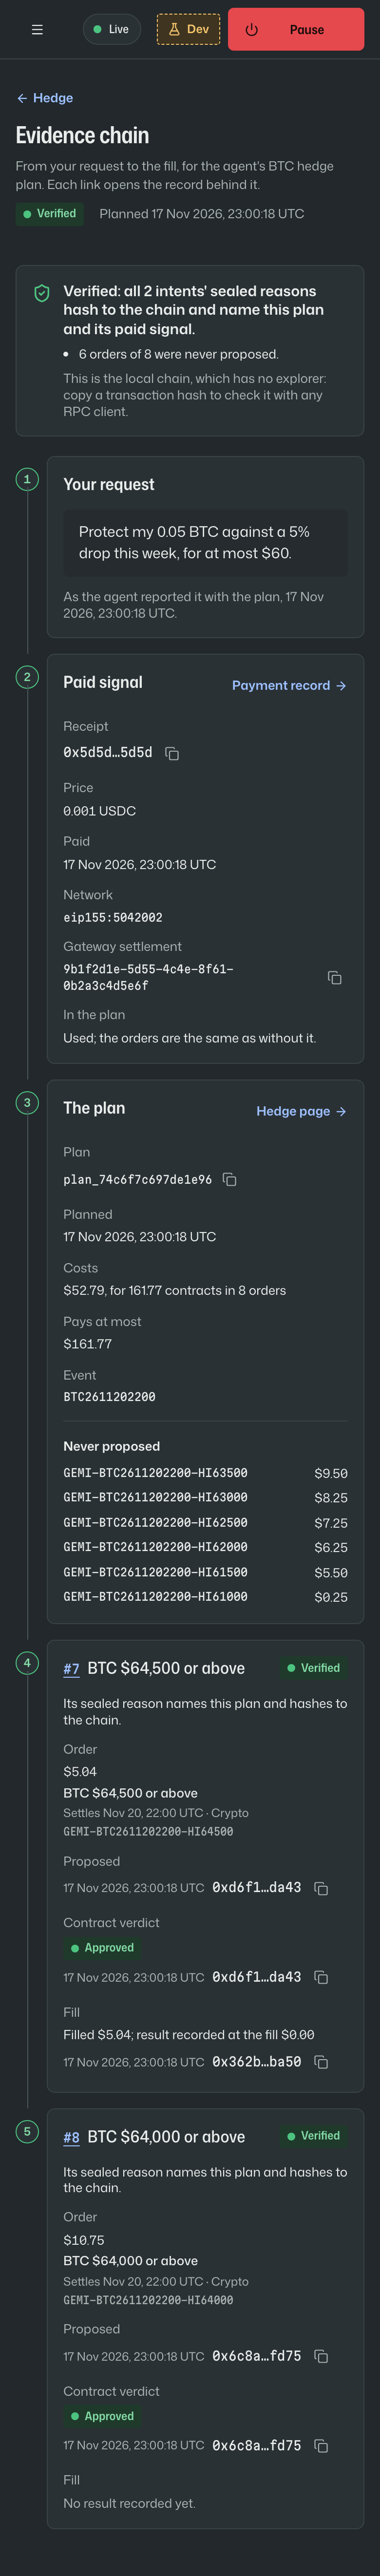 Live
Dev
Pause
← Hedge
Evidence chain
From your request to the fill, for the agent's BTC hedge
plan. Each link opens the record behind it.
Verified
Planned 17 Nov 2026, 23:00:18 UTC
Verified: all 2 intents' sealed reasons
hash to the chain and name this plan
and its paid signal.
• 6 orders of 8 were never proposed.
This is the local chain, which has no explorer:
copy a transaction hash to check it with any
RPC client.
1
Your request
Protect my 0.05 BTC against a 5%
drop this week, for at most $60.
As the agent reported it with the plan, 17 Nov
2026, 23:00:18 UTC.
2
Paid signal
Payment record →
Receipt
0x5d5d…5d5d
Price
0.001 USDC
Paid
17 Nov 2026, 23:00:18 UTC
Network
eip155:5042002
Gateway settlement
9b1f2d1e-5d55-4c4e-8f61-
0b2a3c4d5e6f
In the plan
Used; the orders are the same as without it.
3
The plan
Hedge page →
Plan
plan_74c6f7c697de1e96
Planned
17 Nov 2026, 23:00:18 UTC
Costs
$52.79, for 161.77 contracts in 8 orders
Pays at most
$161.77
Event
BTC2611202200
Never proposed
GEMI-BTC2611202200-HI63500 $9.50
GEMI-BTC2611202200-HI63000 $8.25
GEMI-BTC2611202200-HI62500 $7.25
GEMI-BTC2611202200-HI62000 $6.25
GEMI-BTC2611202200-HI61500 $5.50
GEMI-BTC2611202200-HI61000 $0.25
4
#7 BTC $64,500 or above
Verified
Its sealed reason names this plan and hashes to
the chain.
Order
$5.04
BTC $64,500 or above
Settles Nov 20, 22:00 UTC · Crypto
GEMI-BTC2611202200-HI64500
Proposed
17 Nov 2026, 23:00:18 UTC 0xd6f1…da43
Contract verdict
Approved
17 Nov 2026, 23:00:18 UTC 0xd6f1…da43
Fill
Filled $5.04; result recorded at the fill $0.00
17 Nov 2026, 23:00:18 UTC 0x362b…ba50
5
#8 BTC $64,000 or above
Verified
Its sealed reason names this plan and hashes to
the chain.
Order
$10.75
BTC $64,000 or above
Settles Nov 20, 22:00 UTC · Crypto
GEMI-BTC2611202200-HI64000
Proposed
17 Nov 2026, 23:00:18 UTC 0x6c8a…fd75
Contract verdict
Approved
17 Nov 2026, 23:00:18 UTC 0x6c8a…fd75
Fill
No result recorded yet.